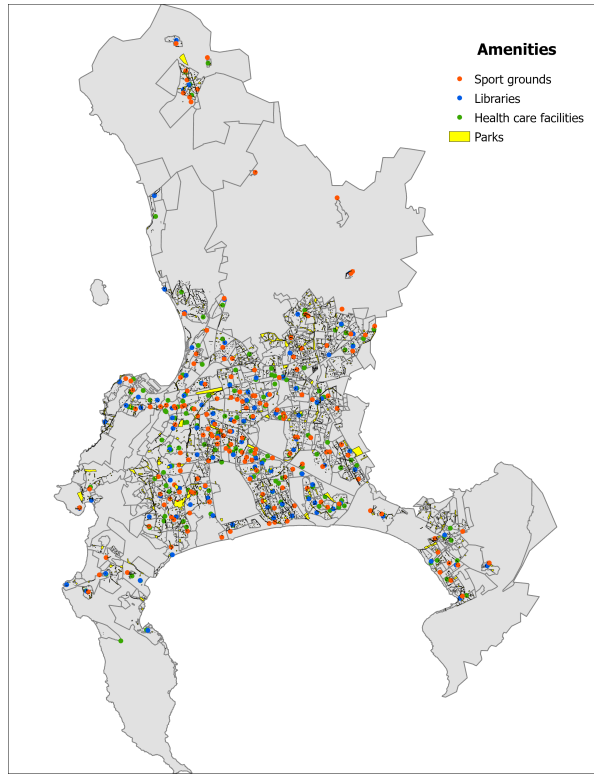 Amenities
Sport grounds
Libraries
Health care facilities
Parks